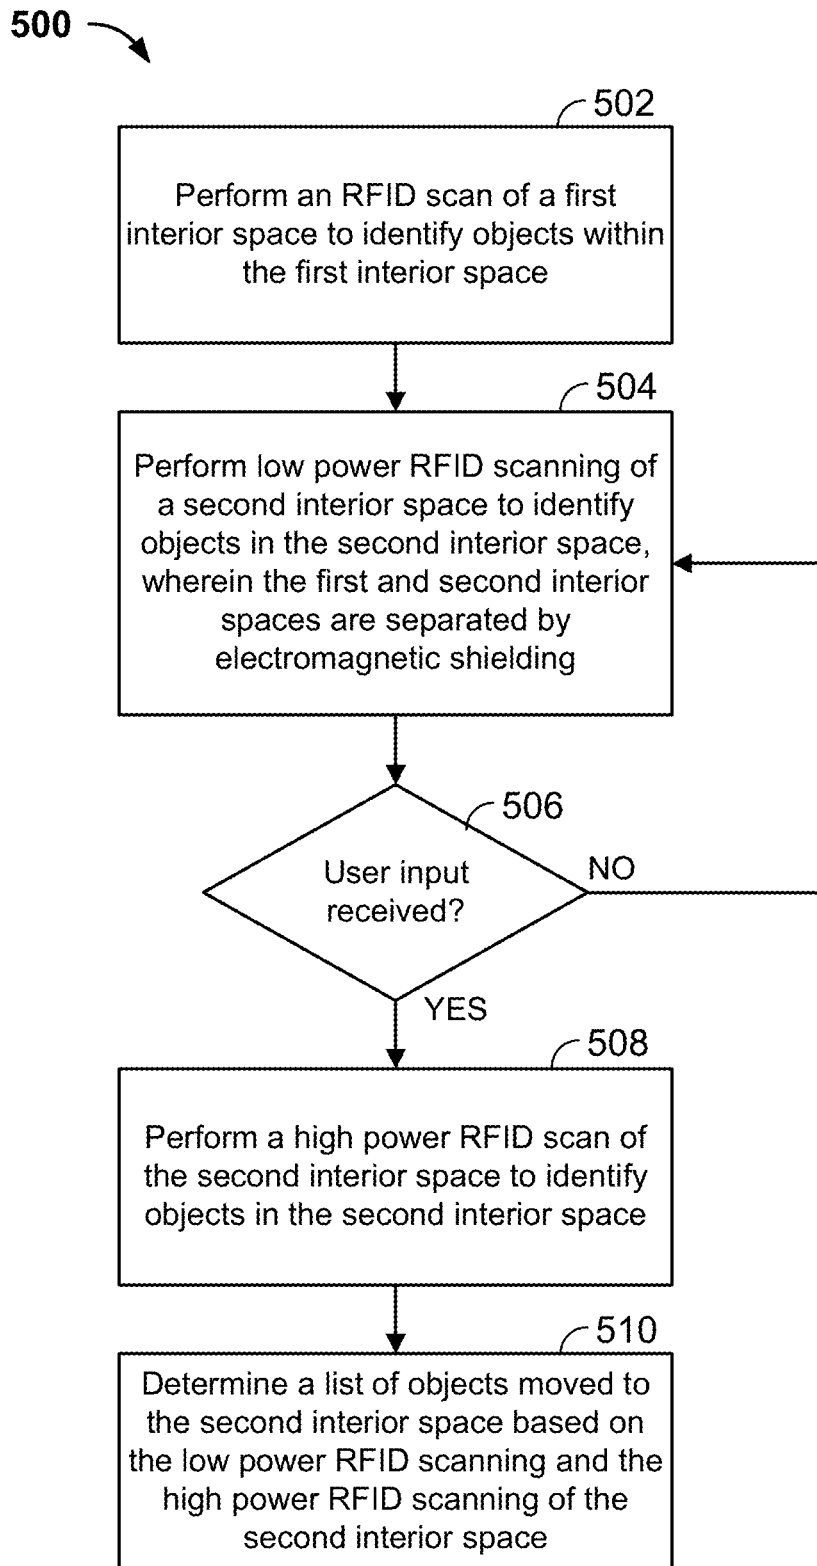 500
502
Perform an RFID scan of a first
interior space to identify objects within
the first interior space
504
Perform low power RFID scanning of
a second interior space to identify
objects in the second interior space,
wherein the first and second interior
spaces are separated by
electromagnetic shielding
506
User input
received?
NO
YES
508
Perform a high power RFID scan of
the second interior space to identify
objects in the second interior space
510
Determine a list of objects moved to
the second interior space based on
the low power RFID scanning and the
high power RFID scanning of the
second interior space